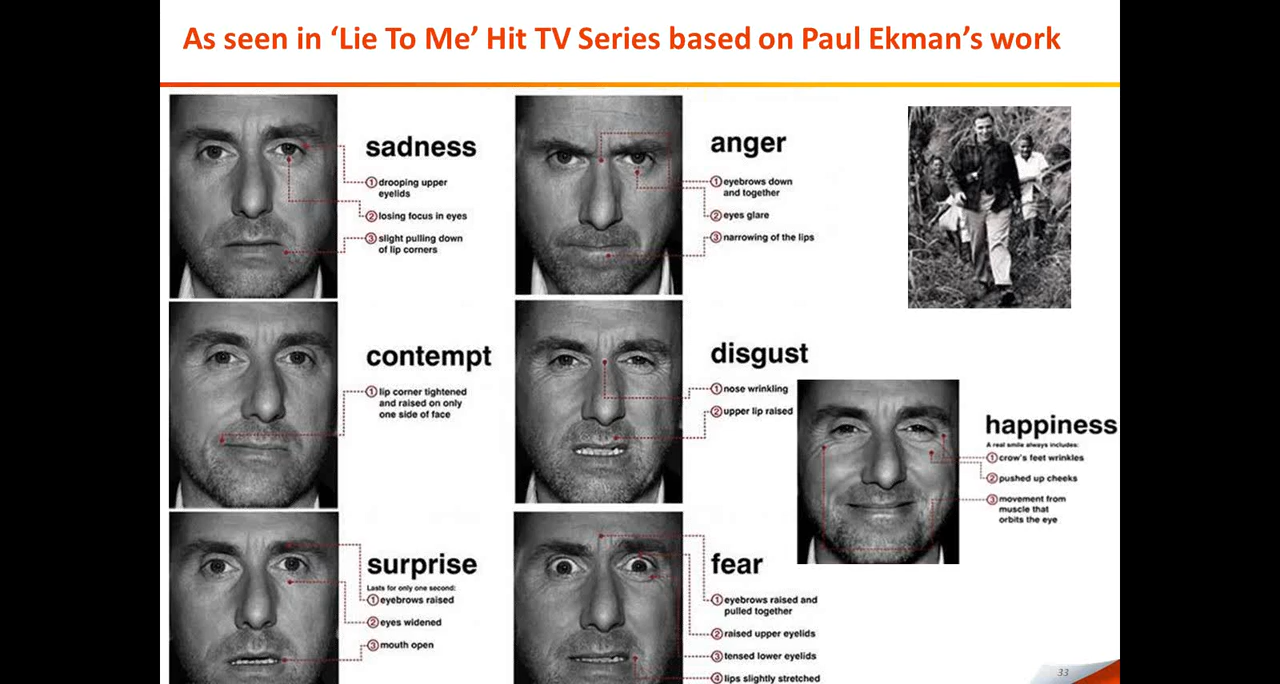 As seen in ‘Lie To Me’ Hit TV Series based on Paul Ekman’s work
sadness
1 drooping upper
eyelids
2 losing focus in eyes
3 slight pulling down
of lip corners
anger
1 eyebrows down
and together
2 eyes glare
3 narrowing of the lips
contempt
1 lip corner tightened
and raised on only
one side of face
disgust
1 nose wrinkling
2 upper lip raised
happiness
A real smile always includes:
1 crow's feet wrinkles
2 pushed up cheeks
3 movement from
muscle that
orbits the eye
surprise
Lasts for only one second:
1 eyebrows raised
2 eyes widened
3 mouth open
fear
1 eyebrows raised and
pulled together
2 raised upper eyelids
3 tensed lower eyelids
4 lips slightly stretched
33